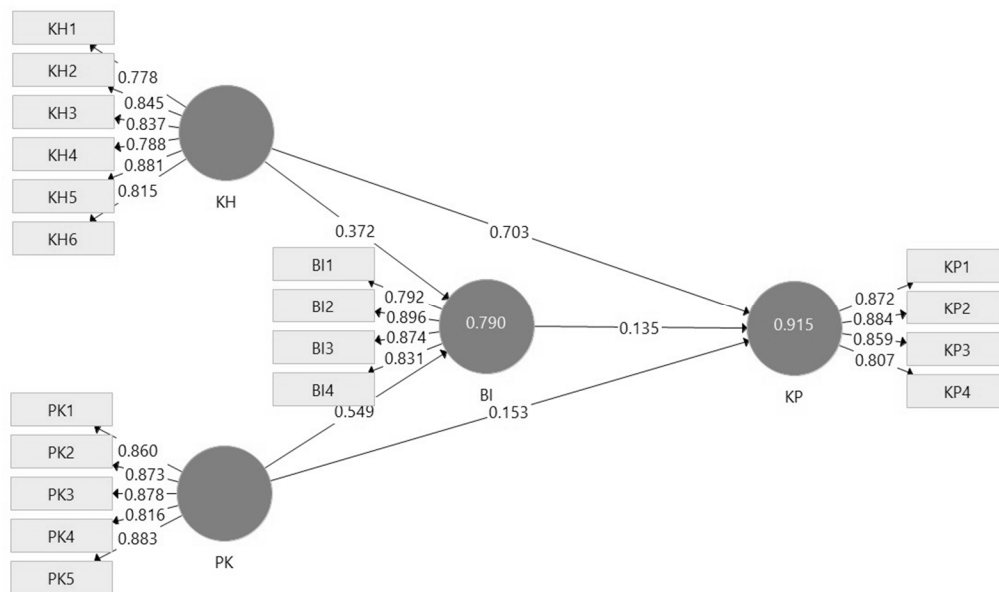 KH1
KH2
KH3
KH4
KH5
KH6
0.778
0.845
0.837
0.788
0.881
0.815
KH
0.372
0.703
BI1
BI2
BI3
BI4
0.792
0.896
0.874
0.831
0.790
BI
0.135
0.549
0.153
0.915
KP
0.872
0.884
0.859
0.807
KP1
KP2
KP3
KP4
PK1
PK2
PK3
PK4
PK5
0.860
0.873
0.878
0.816
0.883
PK